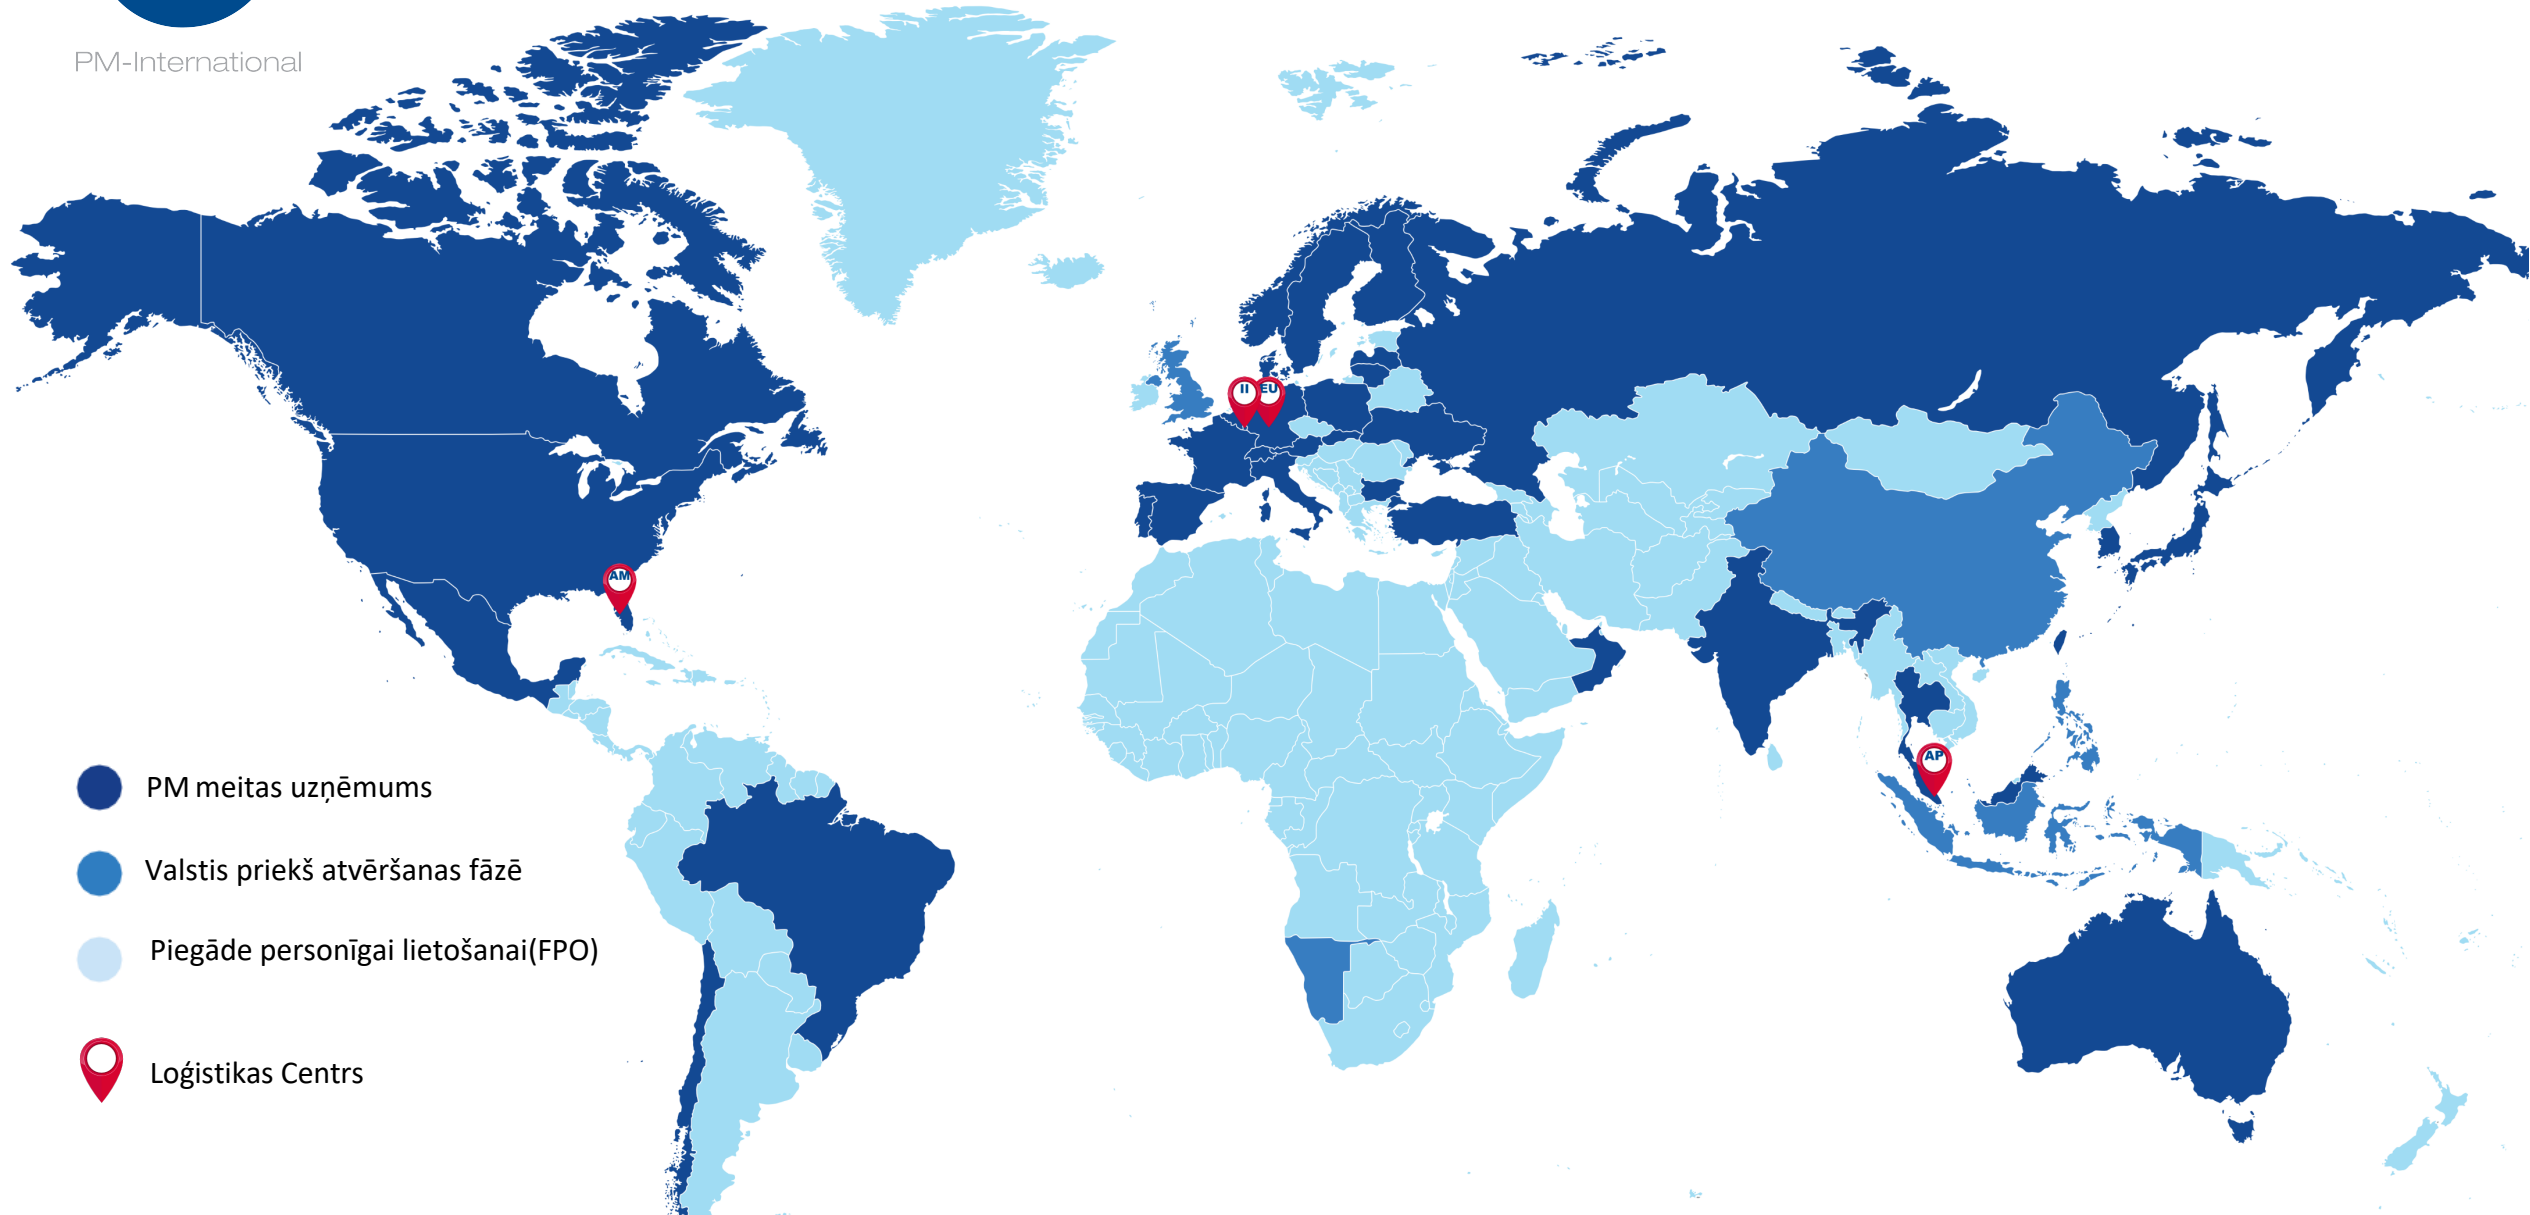 PM-International
II
EU
AM
AP
PM meitas uzņēmums
Valstis priekš atvēršanas fāzē
Piegāde personīgai lietošanai(FPO)
Loģistikas Centrs